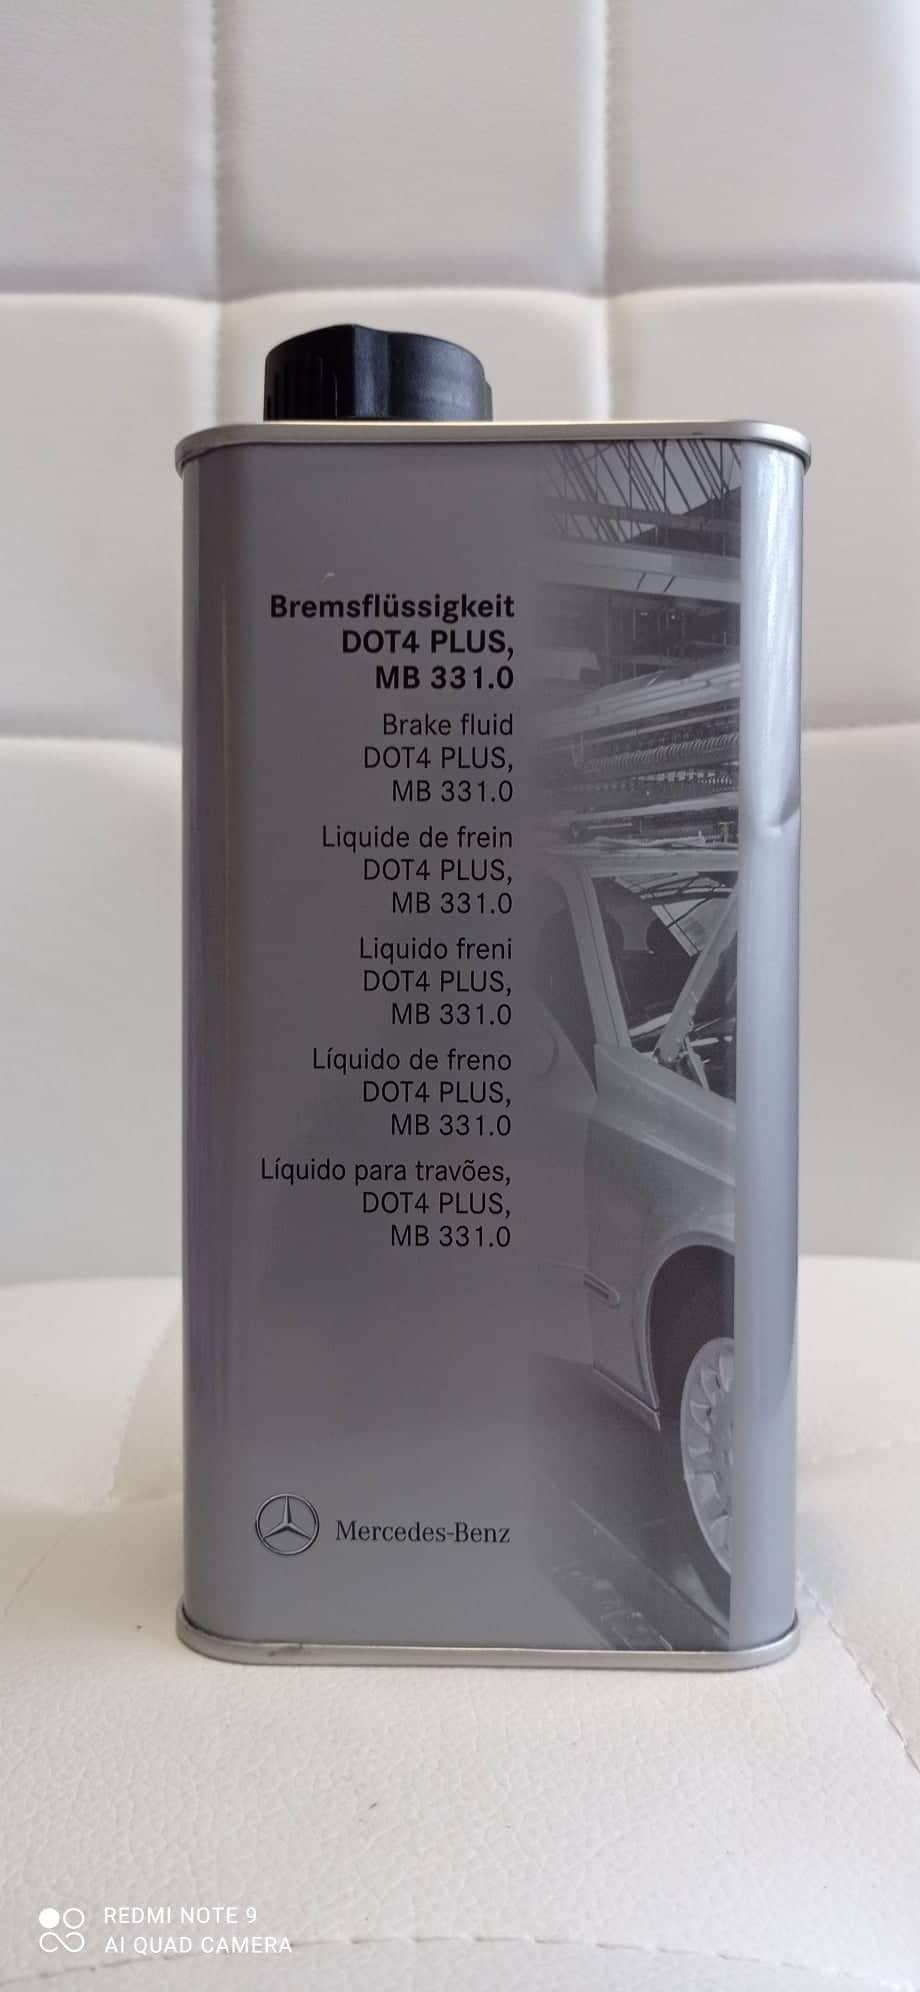 Bremsflüssigkeit
DOT4 PLUS,
MB 331.0
Brake fluid
DOT4 PLUS,
MB 331.0
Liquide de frein
DOT4 PLUS,
MB 331.0
Liquido freni
DOT4 PLUS,
MB 331.0
Líquido de freno
DOT4 PLUS,
MB 331.0
Líquido para travões,
DOT4 PLUS,
MB 331.0
Mercedes-Benz
REDMI NOTE 9
AI QUAD CAMERA